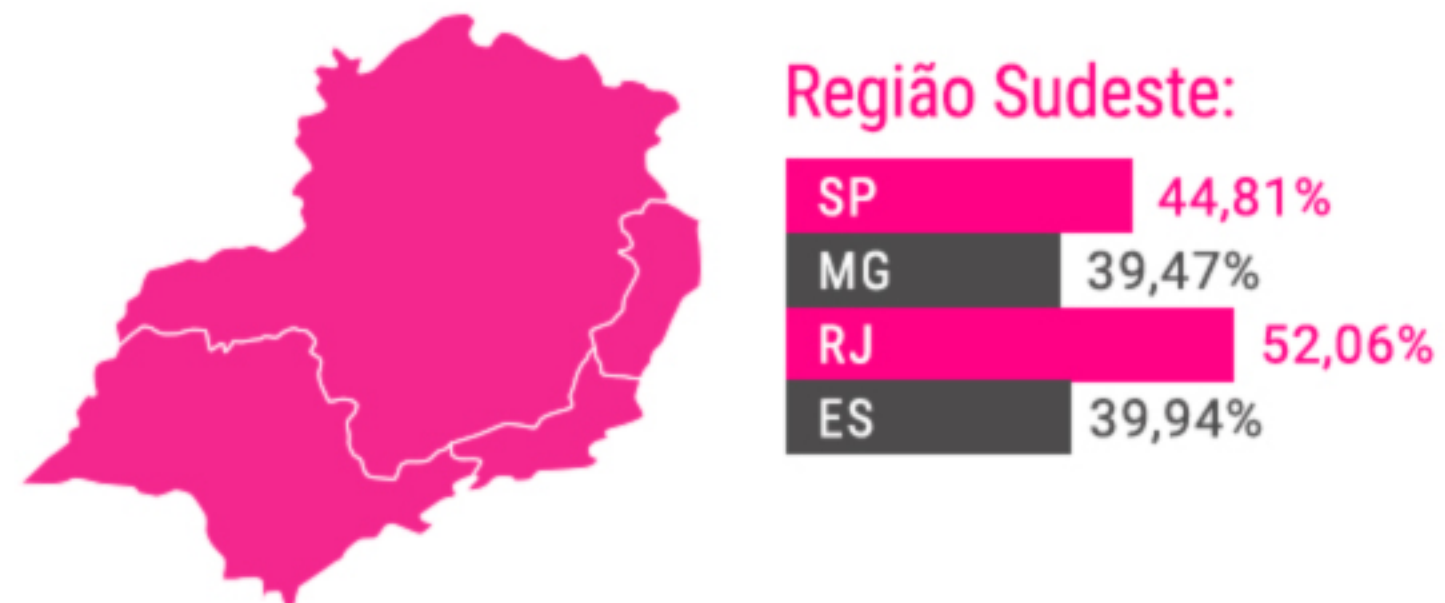 Região Sudeste:
SP 44,81%
MG 39,47%
RJ 52,06%
ES 39,94%